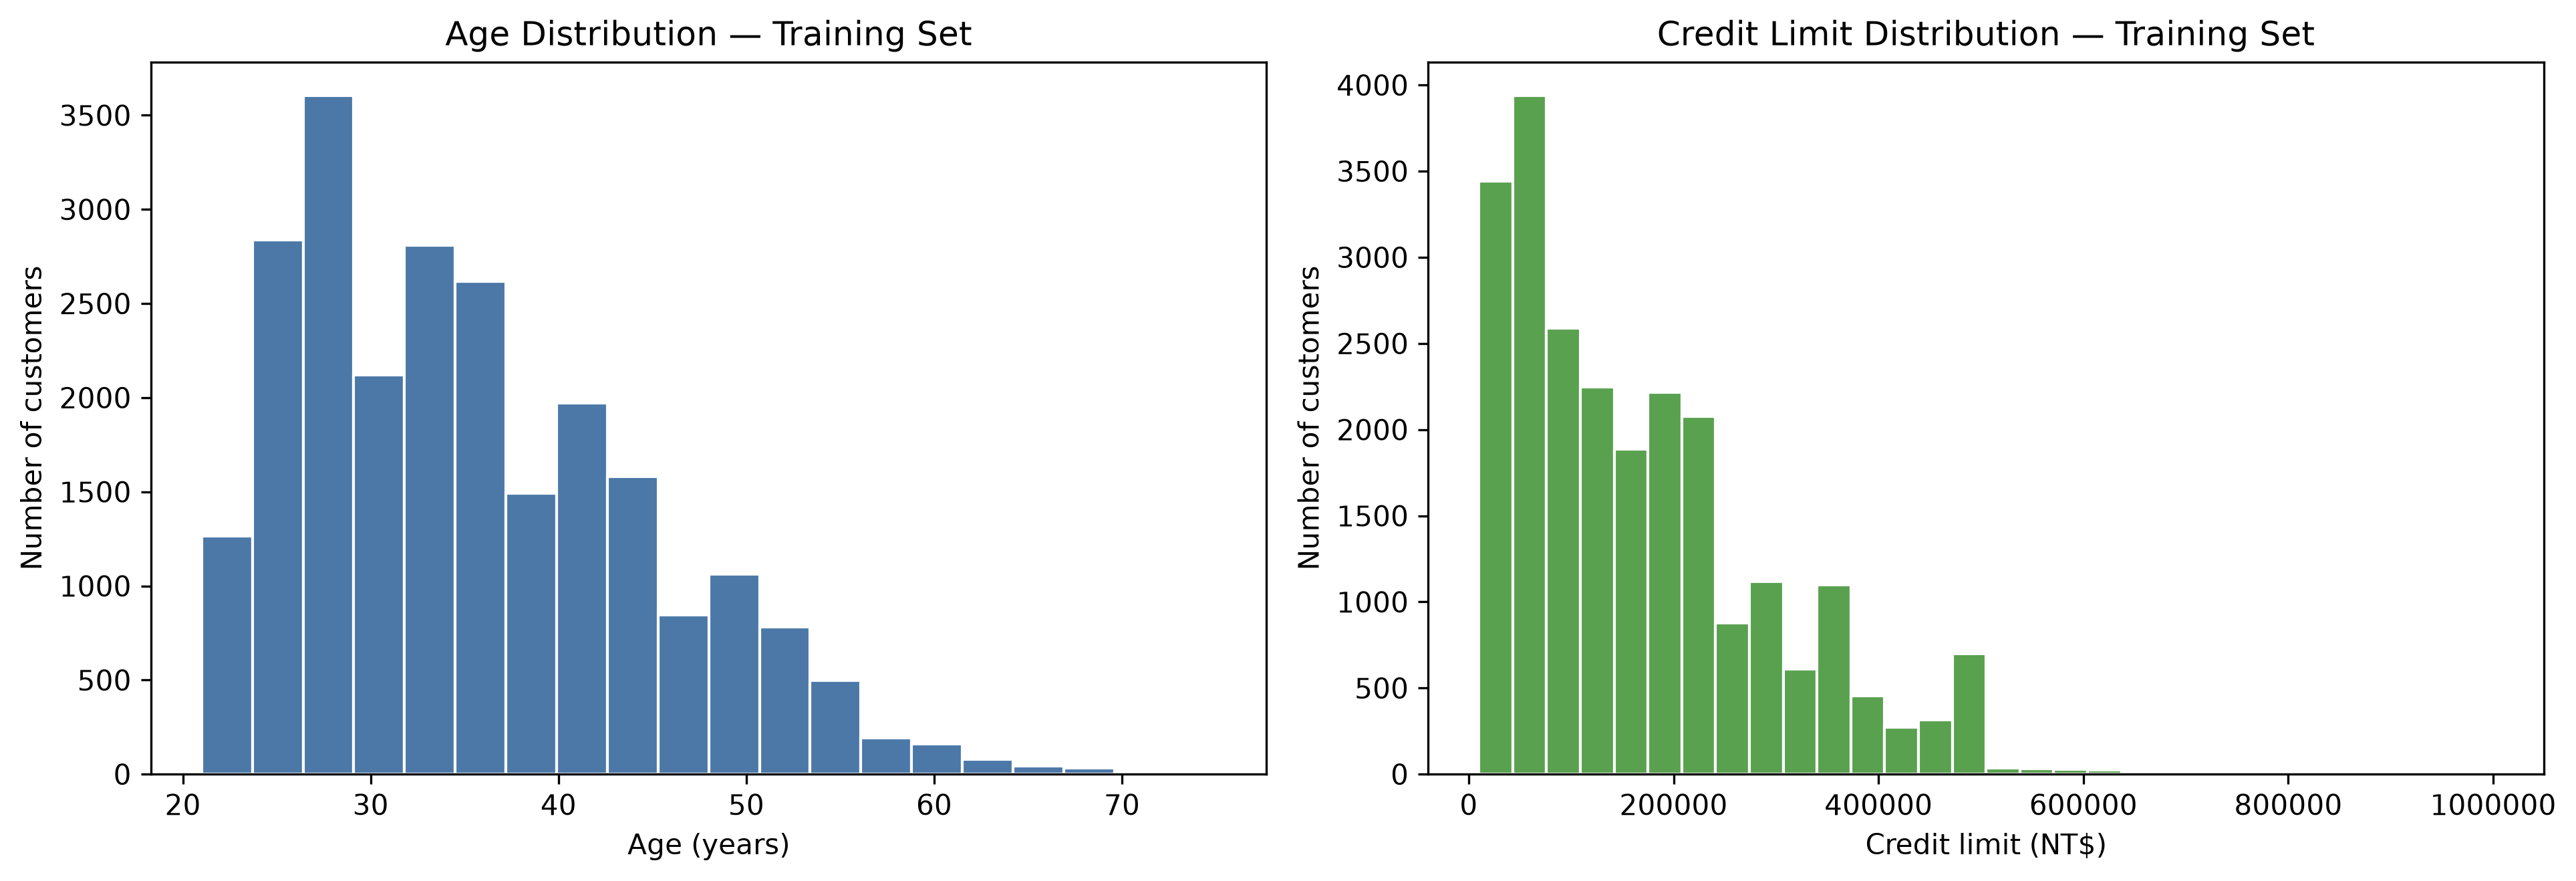 Age Distribution — Training Set
3500
3000
2500
2000
1500
1000
500
0
Number of customers
20 30 40 50 60 70
Age (years)
Credit Limit Distribution — Training Set
4000
3500
3000
2500
2000
1500
1000
500
0
Number of customers
0 200000 400000 600000 800000 1000000
Credit limit (NT$)